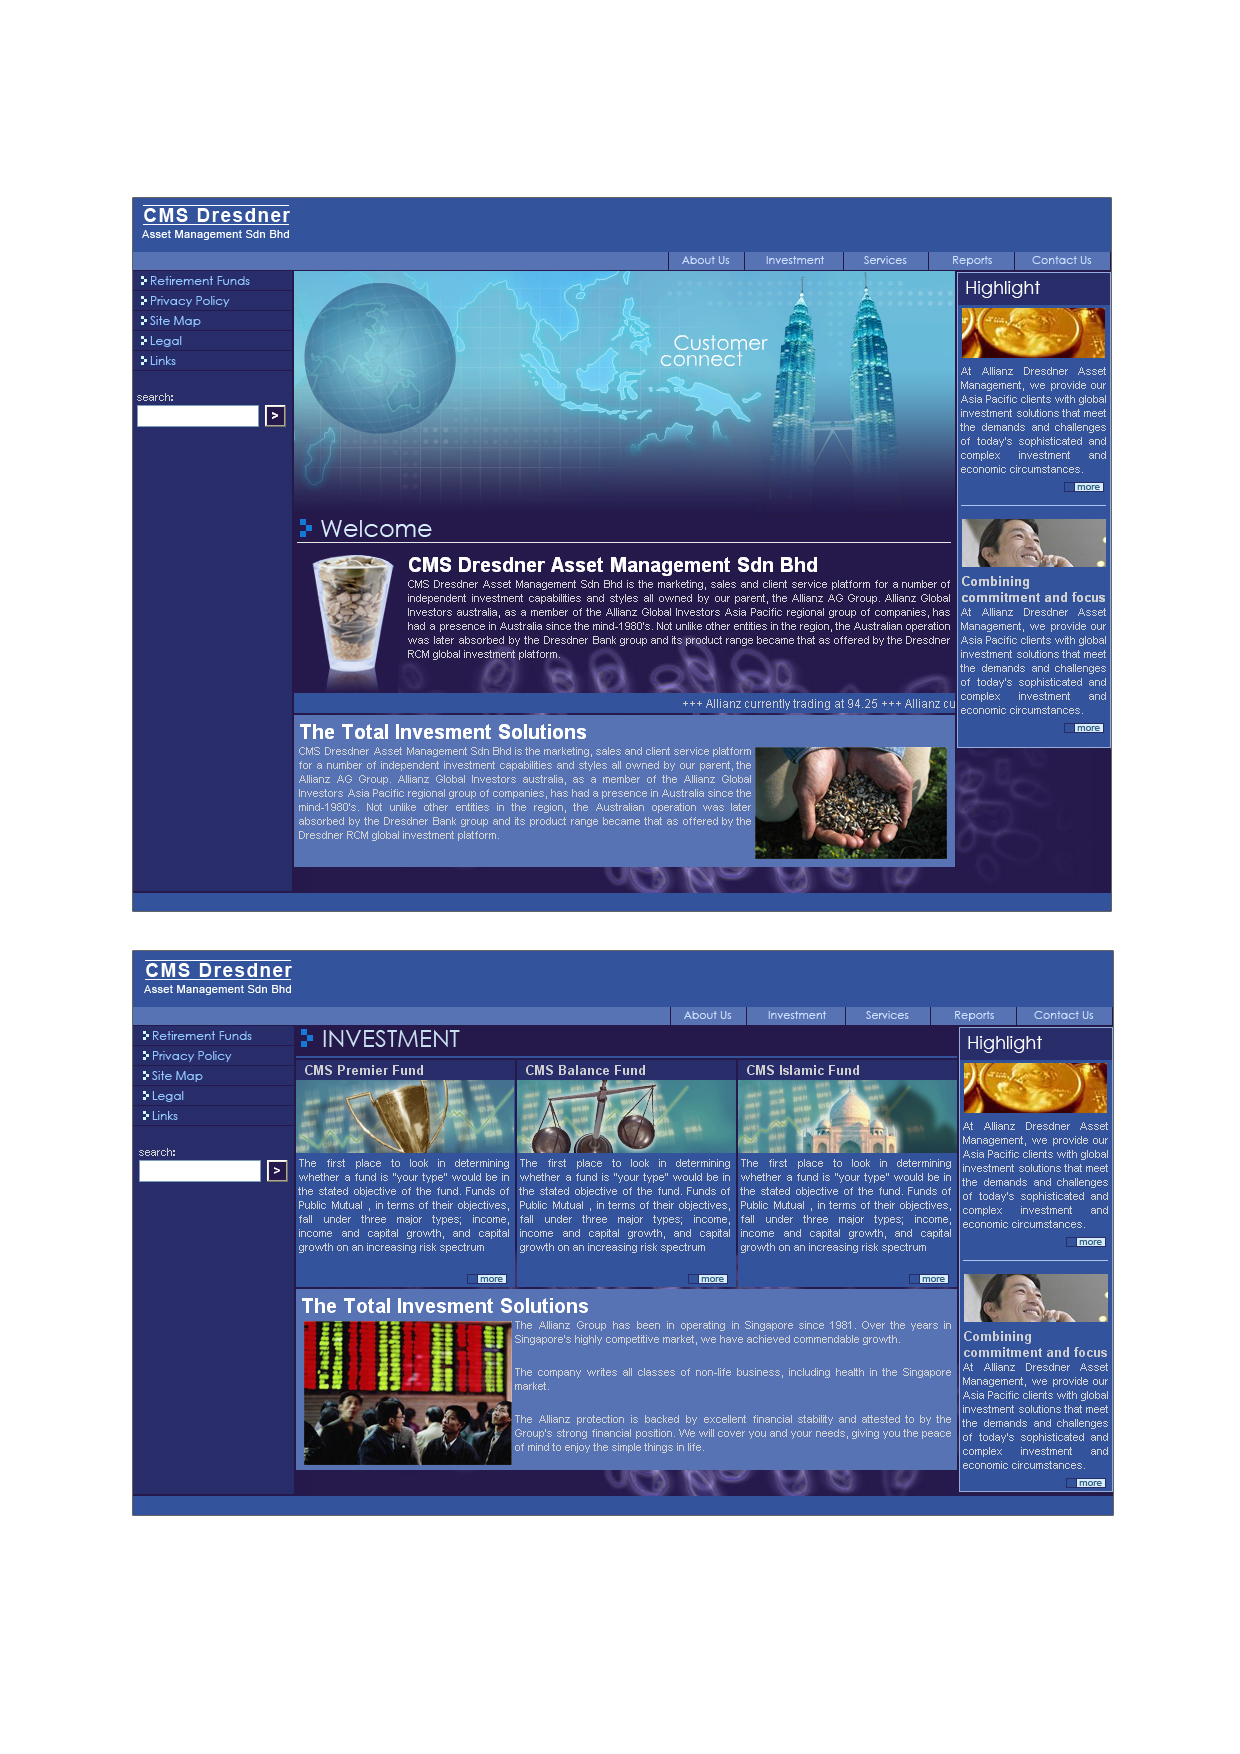 CMS Dresdner
Asset Management Sdn Bhd
About Us
Investment
Services
Reports
Contact Us
Retirement Funds
Privacy Policy
Site Map
Legal
Links
search:
>
Customer
connect
Welcome
CMS Dresdner Asset Management Sdn Bhd
CMS Dresdner Asset Management Sdn Bhd is the marketing, sales and client service platform for a number of
independent investment capabilities and styles all owned by our parent, the Allianz AG Group. Allianz Global
Investors australia, as a member of the Allianz Global Investors Asia Pacific regional group of companies, has
had a presence in Australia since the mind-1980's. Not unlike other entities in the region, the Australian operation
was later absorbed by the Dresdner Bank group and its product range became that as offered by the Dresdner
RCM global investment platform.
+++ Allianz currently trading at 94.25 +++ Allianz cu
The Total Invesment Solutions
CMS Dresdner Asset Management Sdn Bhd is the marketing, sales and client service platform
for a number of independent investment capabilities and styles all owned by our parent, the
Allianz AG Group. Allianz Global Investors australia, as a member of the Allianz Global
Investors Asia Pacific regional group of companies, has had a presence in Australia since the
mind-1980's. Not unlike other entities in the region, the Australian operation was later
absorbed by the Dresdner Bank group and its product range became that as offered by the
Dresdner RCM global investment platform.
Highlight
At Allianz Dresdner Asset
Management, we provide our
Asia Pacific clients with global
investment solutions that meet
the demands and challenges
of today's sophisticated and
complex investment and
economic circumstances.
more
Combining
commitment and focus
At Allianz Dresdner Asset
Management, we provide our
Asia Pacific clients with global
investment solutions that meet
the demands and challenges
of today's sophisticated and
complex investment and
economic circumstances.
more
CMS Dresdner
Asset Management Sdn Bhd
About Us
Investment
Services
Reports
Contact Us
Retirement Funds
Privacy Policy
Site Map
Legal
Links
search:
>
INVESTMENT
CMS Premier Fund
The first place to look in determining
whether a fund is "your type" would be in
the stated objective of the fund. Funds of
Public Mutual , in terms of their objectives,
fall under three major types; income,
income and capital growth, and capital
growth on an increasing risk spectrum
more
CMS Balance Fund
The first place to look in determining
whether a fund is "your type" would be in
the stated objective of the fund. Funds of
Public Mutual , in terms of their objectives,
fall under three major types; income,
income and capital growth, and capital
growth on an increasing risk spectrum
more
CMS Islamic Fund
The first place to look in determining
whether a fund is "your type" would be in
the stated objective of the fund. Funds of
Public Mutual , in terms of their objectives,
fall under three major types; income,
income and capital growth, and capital
growth on an increasing risk spectrum
more
The Total Invesment Solutions
The Allianz Group has been in operating in Singapore since 1981. Over the years in
Singapore's highly competitive market, we have achieved commendable growth.
The company writes all classes of non-life business, including health in the Singapore
market.
The Allianz protection is backed by excellent financial stability and attested to by the
Group's strong financial position. We will cover you and your needs, giving you the peace
of mind to enjoy the simple things in life.
Highlight
At Allianz Dresdner Asset
Management, we provide our
Asia Pacific clients with global
investment solutions that meet
the demands and challenges
of today's sophisticated and
complex investment and
economic circumstances.
more
Combining
commitment and focus
At Allianz Dresdner Asset
Management, we provide our
Asia Pacific clients with global
investment solutions that meet
the demands and challenges
of today's sophisticated and
complex investment and
economic circumstances.
more